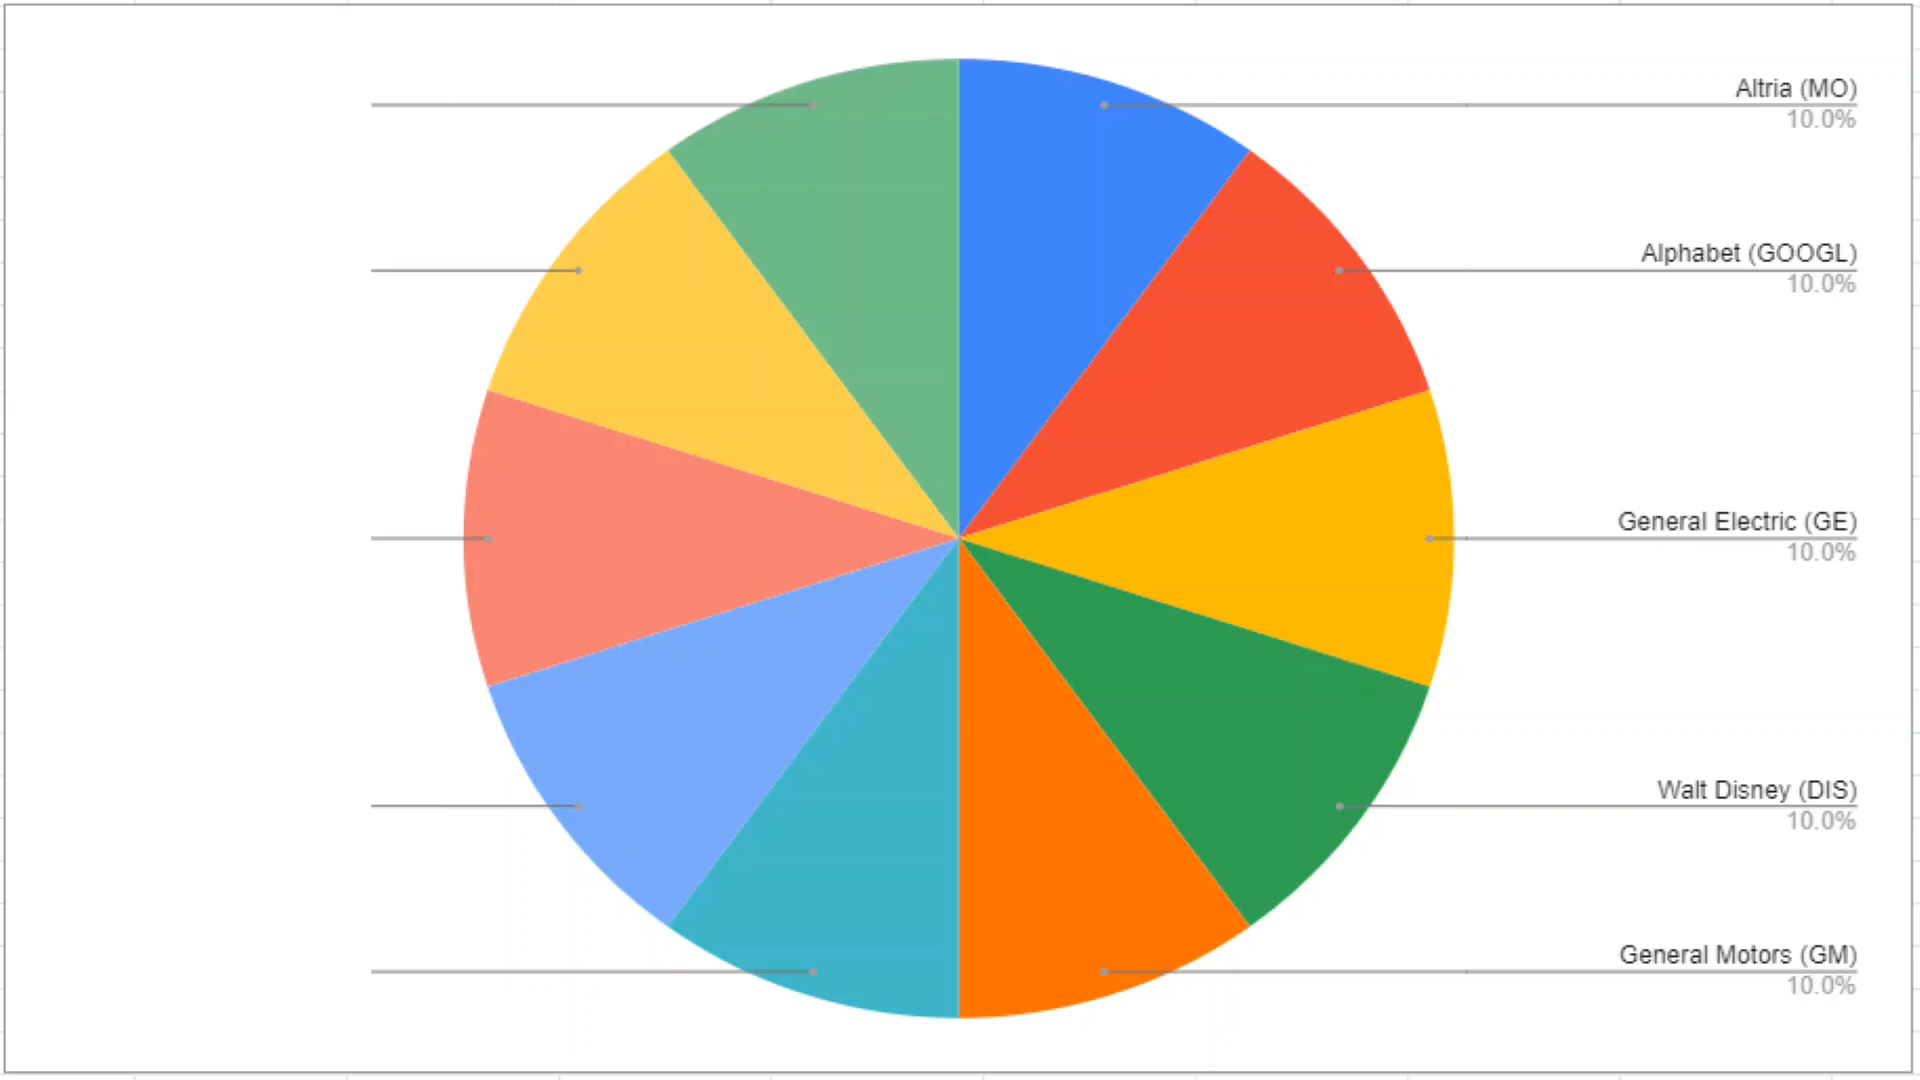 Altria (MO)
10.0%
Alphabet (GOOGL)
10.0%
General Electric (GE)
10.0%
Walt Disney (DIS)
10.0%
General Motors (GM)
10.0%